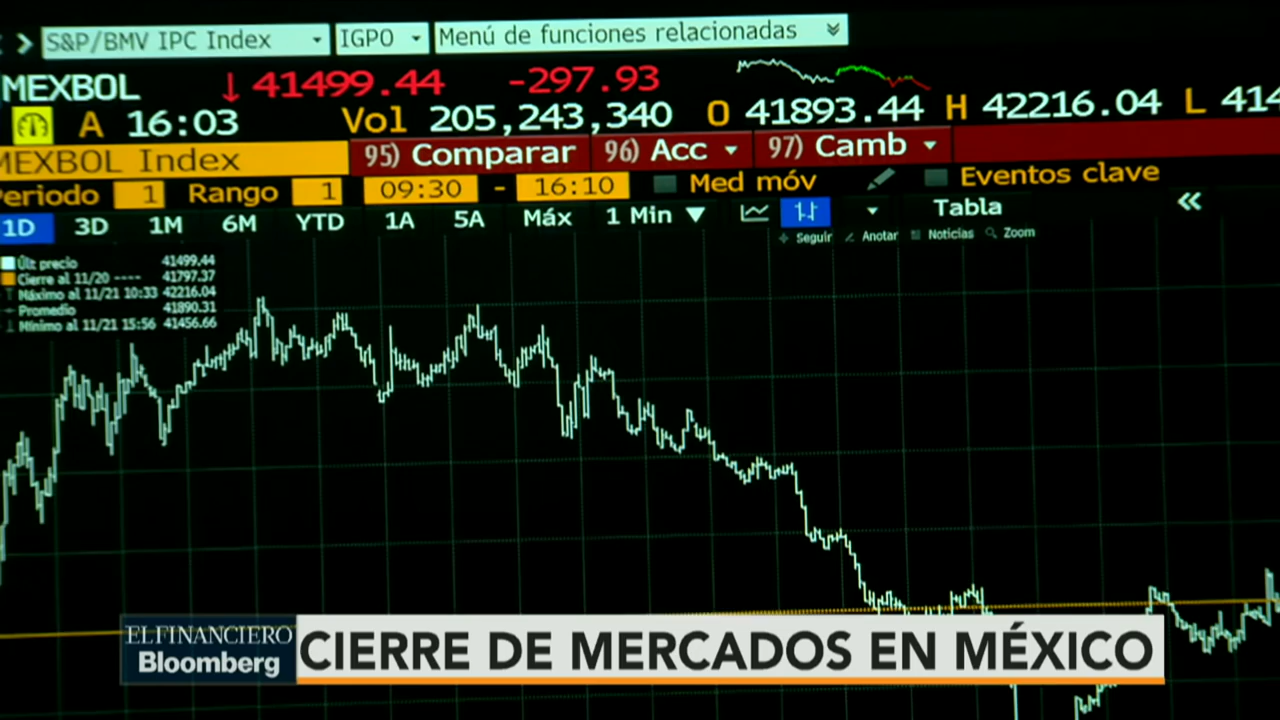 S&P/BMV IPC Index IGPO Menú de funciones relacionadas
MEXBOL ↓ 41499.44 -297.93
A 16:03 Vol 205,243,340 O 41893.44 H 42216.04 L 414
MEXBOL Index 95) Comparar 96) Acc 97) Camb
Periodo 1 Rango 1 09:30 - 16:10 Med móv Eventos clave
1D 3D 1M 6M YTD 1A 5A Máx 1 Min ▼ Tabla «
Seguir Anotar Noticias Zoom
Últ precio 41499.44
Cierre al 11/20 ---- 41797.37
Máximo al 11/21 10:33 42216.04
Promedio 41890.31
Mínimo al 11/21 15:56 41456.66
EL FINANCIERO
Bloomberg
CIERRE DE MERCADOS EN MÉXICO